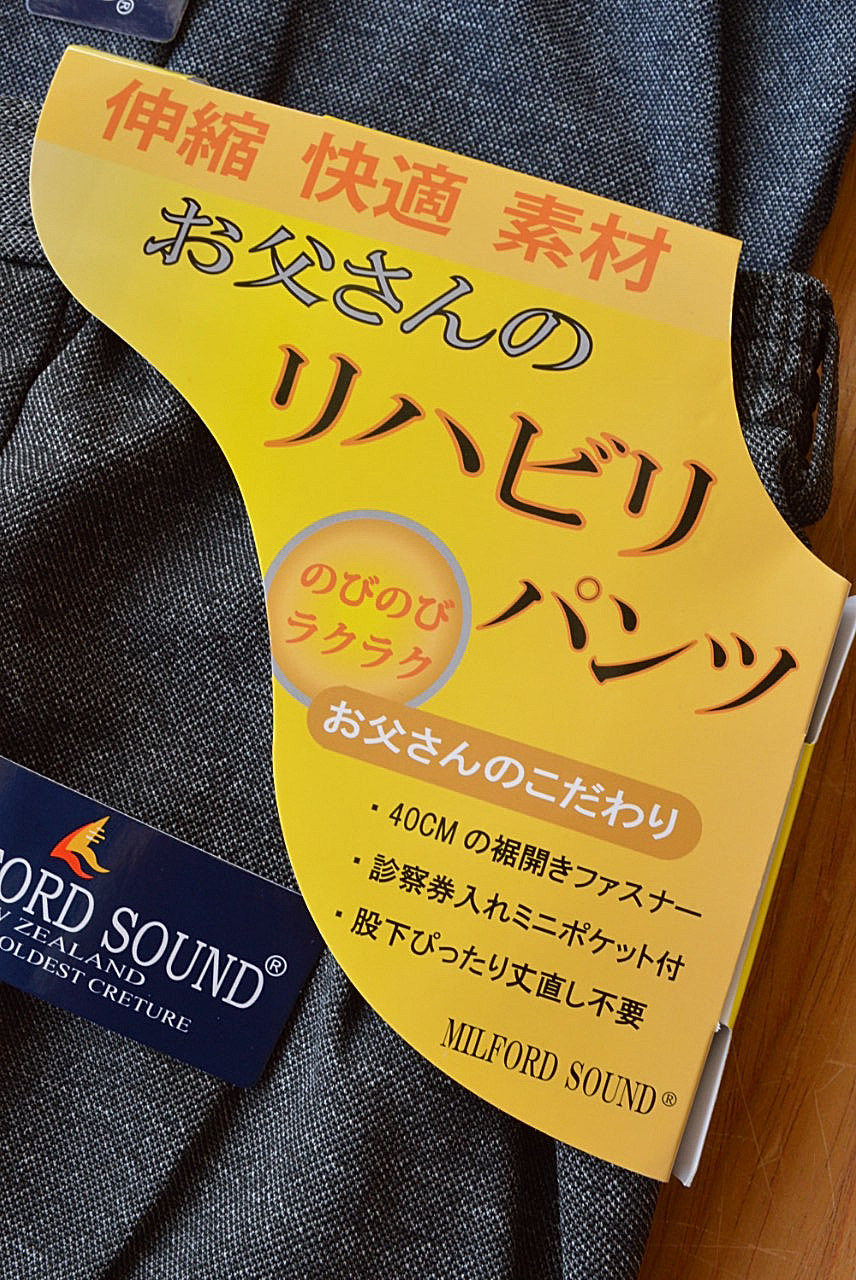 ®
伸縮 快適 素材
お父さんの
リハビリ
パンツ
のびのび
ラクラク
お父さんのこだわり
・40CMの裾開きファスナー
・診察券入れミニポケット付
・股下ぴったり丈直し不要
MILFORD SOUND®
FORD SOUND®
ZEALAND
OLDEST CRETURE